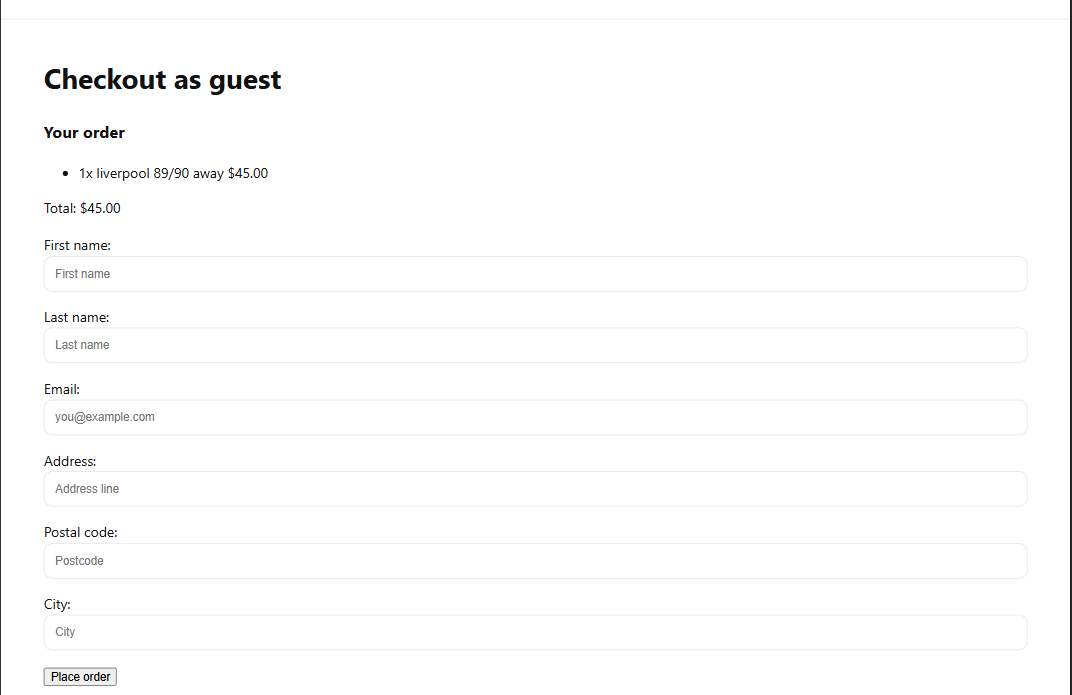 Checkout as guest
Your order
• 1x liverpool 89/90 away $45.00
Total: $45.00
First name:
First name
Last name:
Last name
Email:
you@example.com
Address:
Address line
Postal code:
Postcode
City:
City
Place order